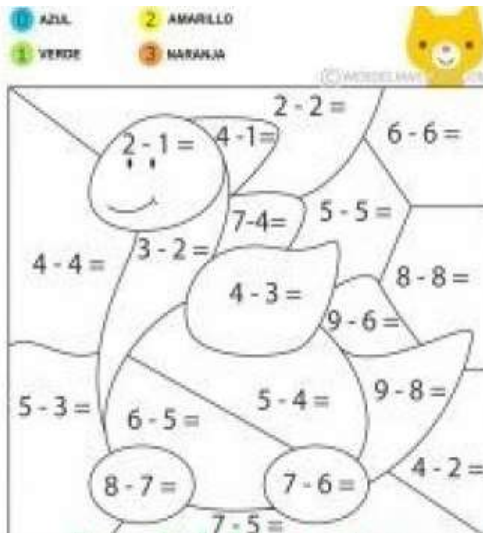 0 AZUL 2 AMARILLO
1 VERDE 3 NARANJA
2 - 2 =
2 - 1 = 4 - 1 = 6 - 6 =
7 - 4 = 5 - 5 =
4 - 4 = 3 - 2 = 8 - 8 =
4 - 3 =
9 - 6 =
5 - 3 = 6 - 5 = 5 - 4 = 9 - 8 =
8 - 7 = 7 - 6 = 4 - 2 =
7 - 5 =